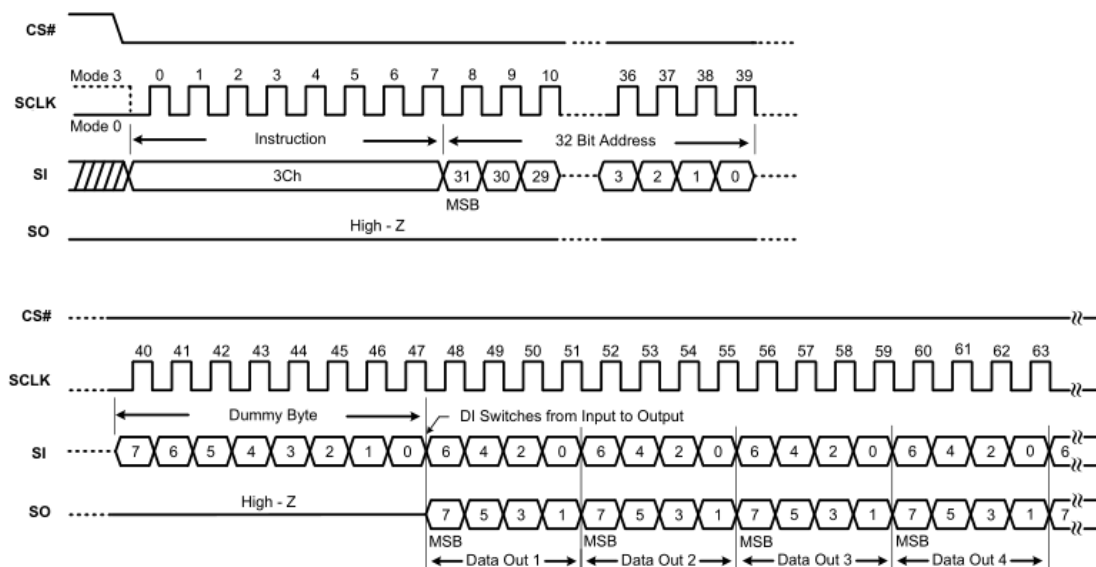 CS#
Mode 3 0 1 2 3 4 5 6 7 8 9 10 36 37 38 39
SCLK
Mode 0
Instruction 32 Bit Address
SI 3Ch 31 30 29 3 2 1 0
MSB
High - Z
SO
CS#
40 41 42 43 44 45 46 47 48 49 50 51 52 53 54 55 56 57 58 59 60 61 62 63
SCLK
Dummy Byte DI Switches from Input to Output
SI 7 6 5 4 3 2 1 0 6 4 2 0 6 4 2 0 6 4 2 0 6 4 2 0 6
High - Z
SO 7 5 3 1 7 5 3 1 7 5 3 1 7 5 3 1 7
MSB MSB MSB MSB
Data Out 1 Data Out 2 Data Out 3 Data Out 4